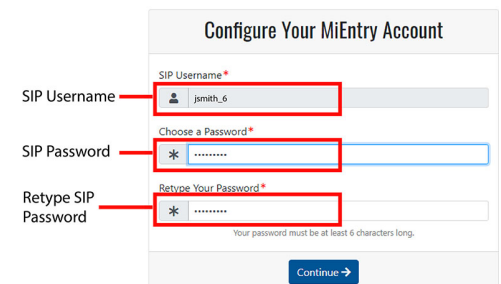 Configure Your MiEntry Account
SIP Username*
SIP Username
jsmith_6
Choose a Password*
SIP Password
•••••••••
Retype Your Password*
Retype SIP
Password
•••••••••
Your password must be at least 6 characters long.
Continue →